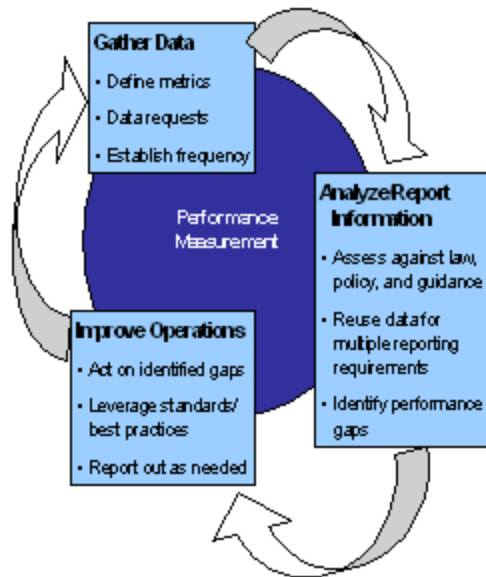 Gather Data
• Define metrics
• Data requests
• Establish frequency
Performance
Measurement
Analyze Report
Information
• Assess against law,
policy, and guidance
• Reuse data for
multiple reporting
requirements
• Identify performance
gaps
Improve Operations
• Act on identified gaps
• Leverage standards/
best practices
• Report out as needed